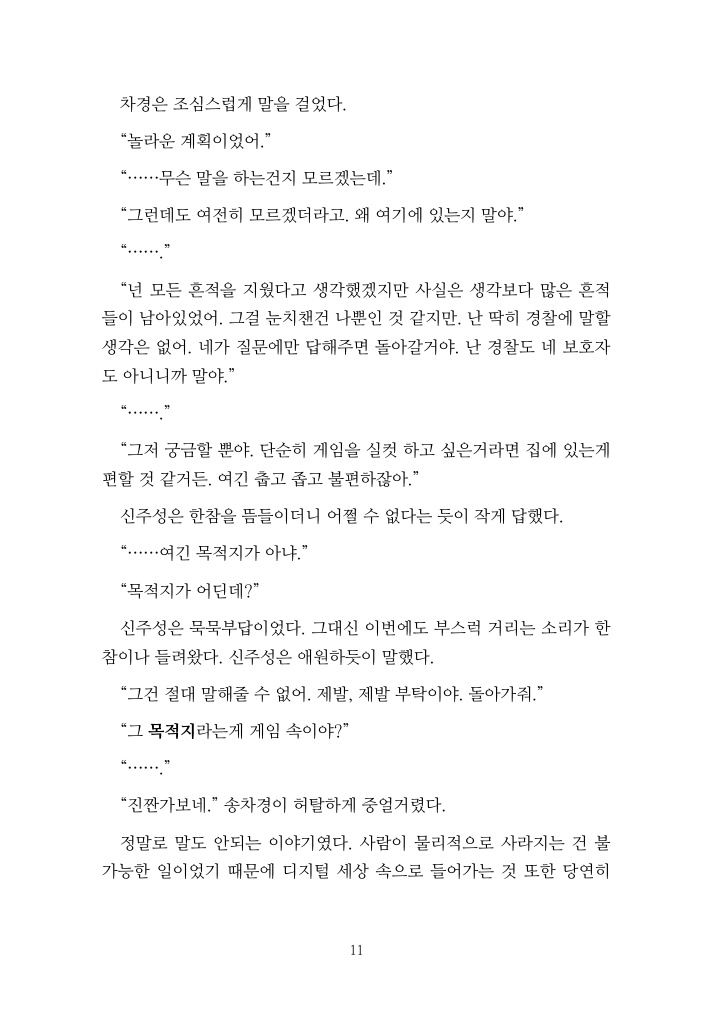 차경은 조심스럽게 말을 걸었다.
“놀라운 계획이었어.”
“……무슨 말을 하는건지 모르겠는데.”
“그런데도 여전히 모르겠더라고. 왜 여기에 있는지 말야.”
“…….”
“넌 모든 흔적을 지웠다고 생각했겠지만 사실은 생각보다 많은 흔적
들이 남아있었어. 그걸 눈치챈건 나뿐인 것 같지만. 난 딱히 경찰에 말할
생각은 없어. 네가 질문에만 답해주면 돌아갈거야. 난 경찰도 네 보호자
도 아니니까 말야.”
“…….”
“그저 궁금할 뿐야. 단순히 게임을 실컷 하고 싶은거라면 집에 있는게
편할 것 같거든. 여긴 춥고 좁고 불편하잖아.”
신주성은 한참을 뜸들이더니 어쩔 수 없다는 듯이 작게 답했다.
“……여긴 목적지가 아냐.”
“목적지가 어딘데?”
신주성은 묵묵부답이었다. 그대신 이번에도 부스럭 거리는 소리가 한
참이나 들려왔다. 신주성은 애원하듯이 말했다.
“그건 절대 말해줄 수 없어. 제발, 제발 부탁이야. 돌아가줘.”
“그 목적지라는게 게임 속이야?”
“…….”
“진짠가보네.” 송차경이 허탈하게 중얼거렸다.
정말로 말도 안되는 이야기였다. 사람이 물리적으로 사라지는 건 불
가능한 일이었기 때문에 디지털 세상 속으로 들어가는 것 또한 당연히
11